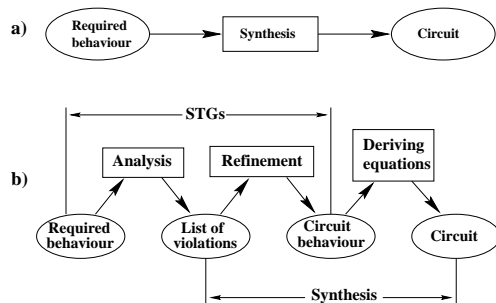 a)
Required
behaviour
Synthesis
Circuit
STGs
b)
Analysis
Refinement
Deriving
equations
Required
behaviour
List of
violations
Circuit
behaviour
Circuit
Synthesis